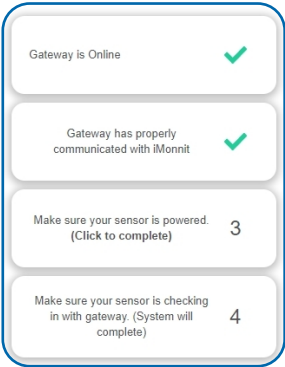 Gateway is Online
Gateway has properly
communicated with iMonnit
Make sure your sensor is powered.
(Click to complete)
3
Make sure your sensor is checking
in with gateway. (System will
complete)
4